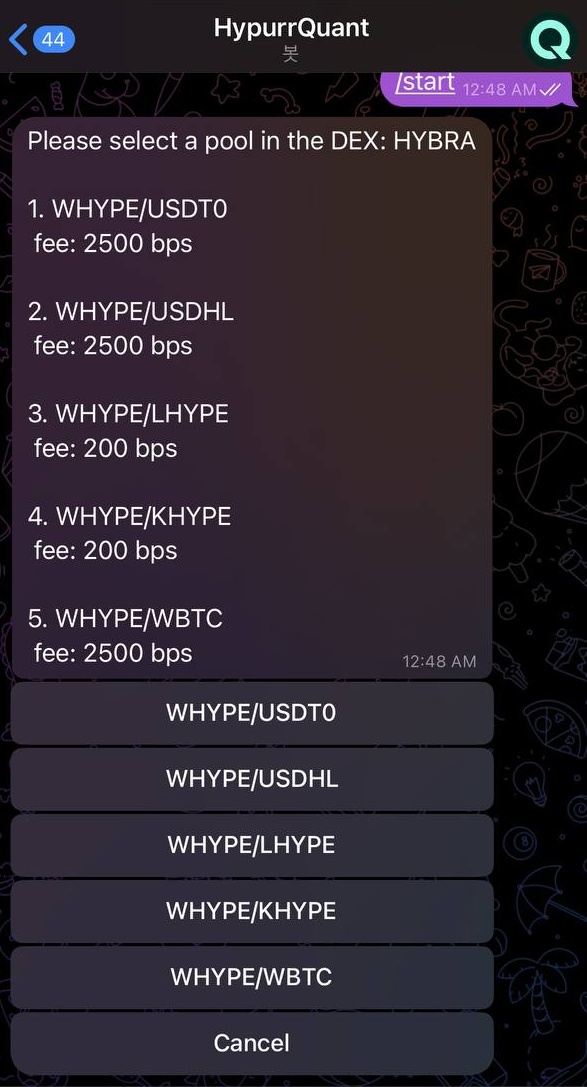 44
HypurrQuant
봇
/start 12:48 AM
Please select a pool in the DEX: HYBRA
1. WHYPE/USDT0
fee: 2500 bps
2. WHYPE/USDHL
fee: 2500 bps
3. WHYPE/LHYPE
fee: 200 bps
4. WHYPE/KHYPE
fee: 200 bps
5. WHYPE/WBTC
fee: 2500 bps
12:48 AM
WHYPE/USDT0
WHYPE/USDHL
WHYPE/LHYPE
WHYPE/KHYPE
WHYPE/WBTC
Cancel